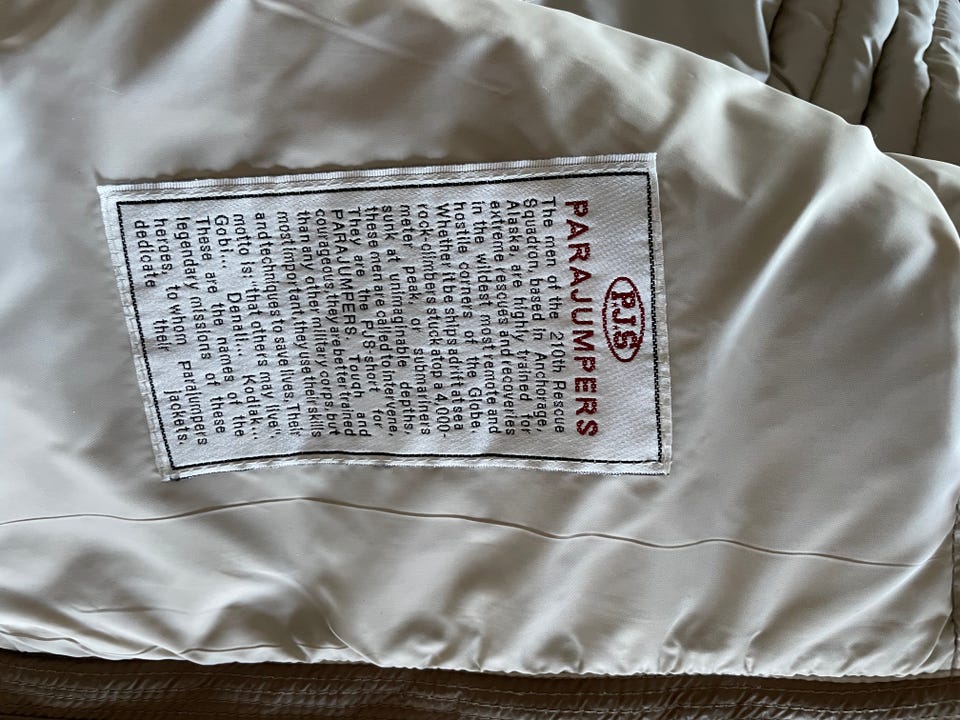 P.J.S
PARAJUMPERS
The men of the 210th Rescue
Squadron, based in Anchorage,
Alaska, are highly trained for
extreme rescues and recoveries
in the wildest most remote and
hostile corners of the Globe.
Whether it be ships adrift at sea
rock-climbers stuck atop a 4,000-
meter peak, or submariners
sunk at unimaginable depths,
these men are called to intervene,
They are the PJS-short for
PARAJUMPERS. Tough and
courageous, they are better trained
than any other military corps but
most important they use their skills
and techniques to save lives. Their
motto is: "that others may live",
Gobi... Denali... Kodiak...
These are the names of the
legendary missions of these
heroes, to whom Parajumpers
dedicate their jackets.